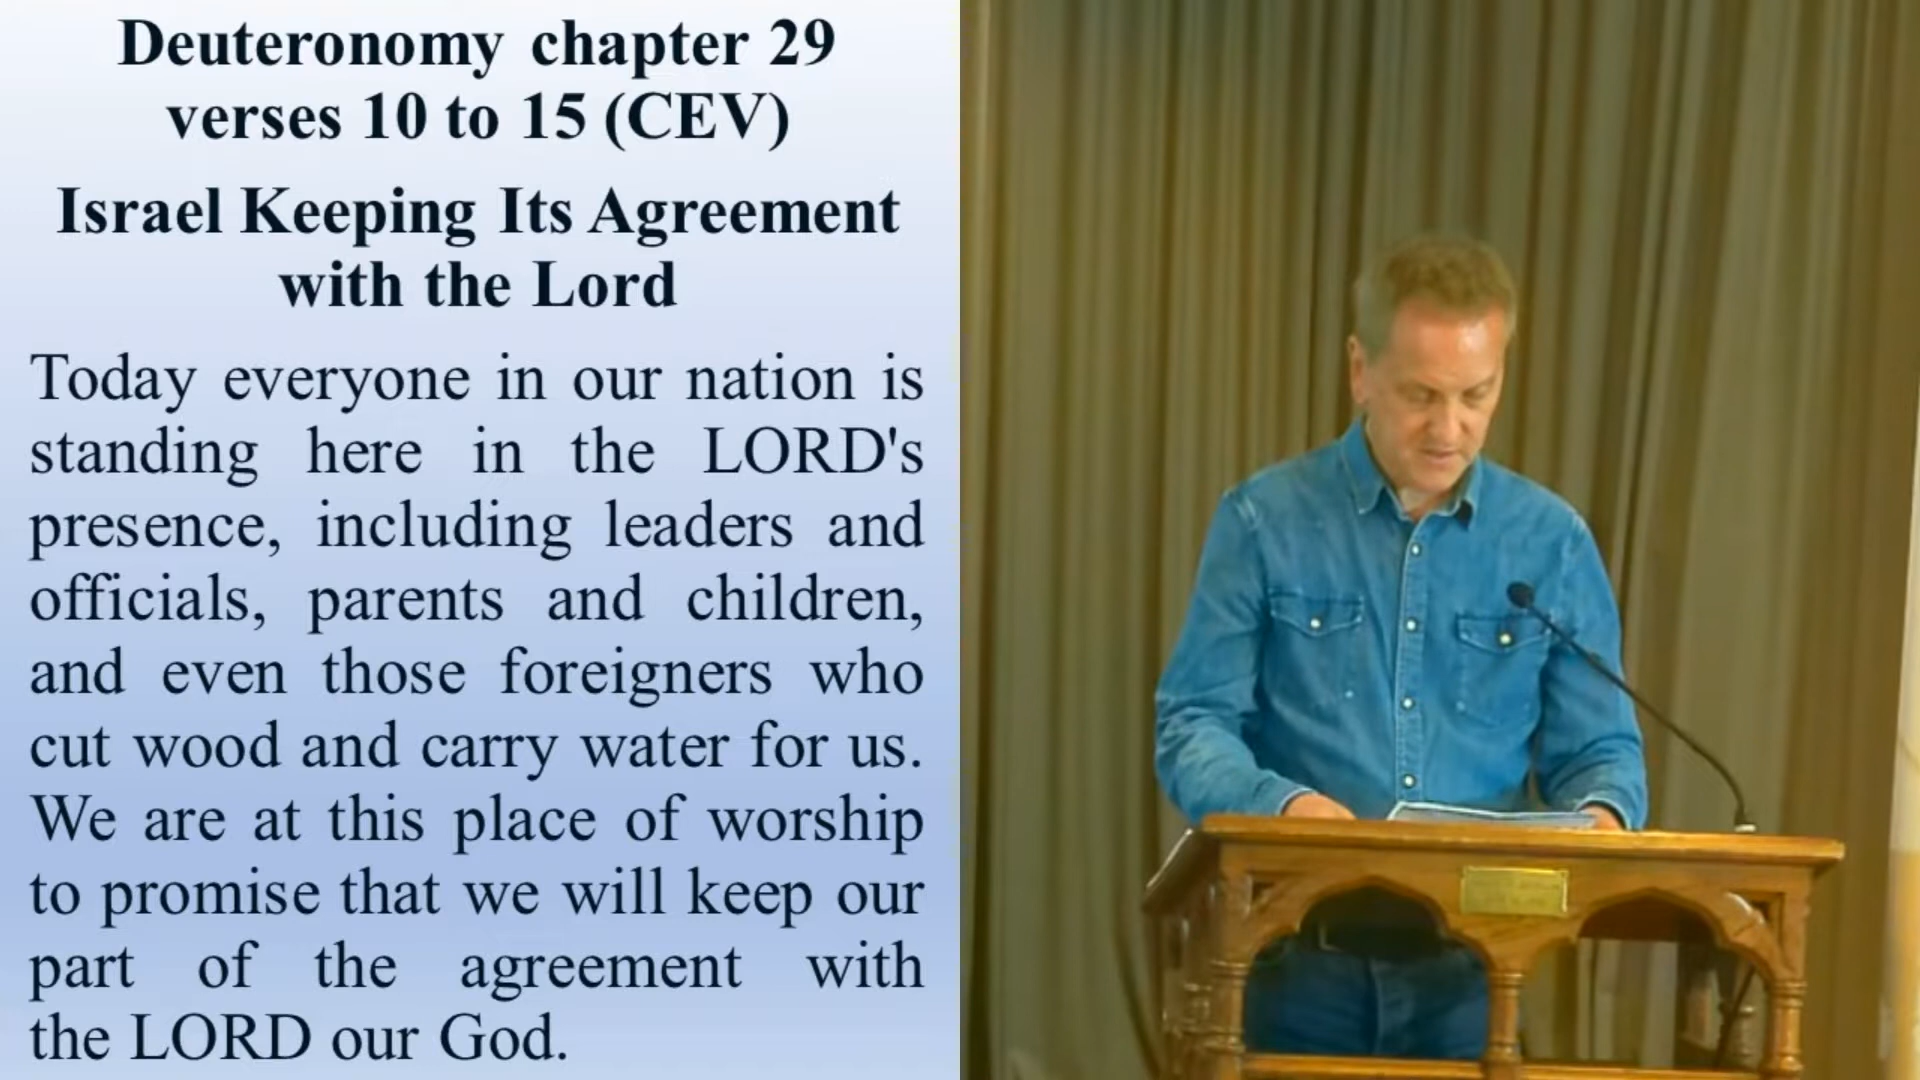 Deuteronomy chapter 29
verses 10 to 15 (CEV)
Israel Keeping Its Agreement
with the Lord
Today everyone in our nation is
standing here in the LORD's
presence, including leaders and
officials, parents and children,
and even those foreigners who
cut wood and carry water for us.
We are at this place of worship
to promise that we will keep our
part of the agreement with
the LORD our God.